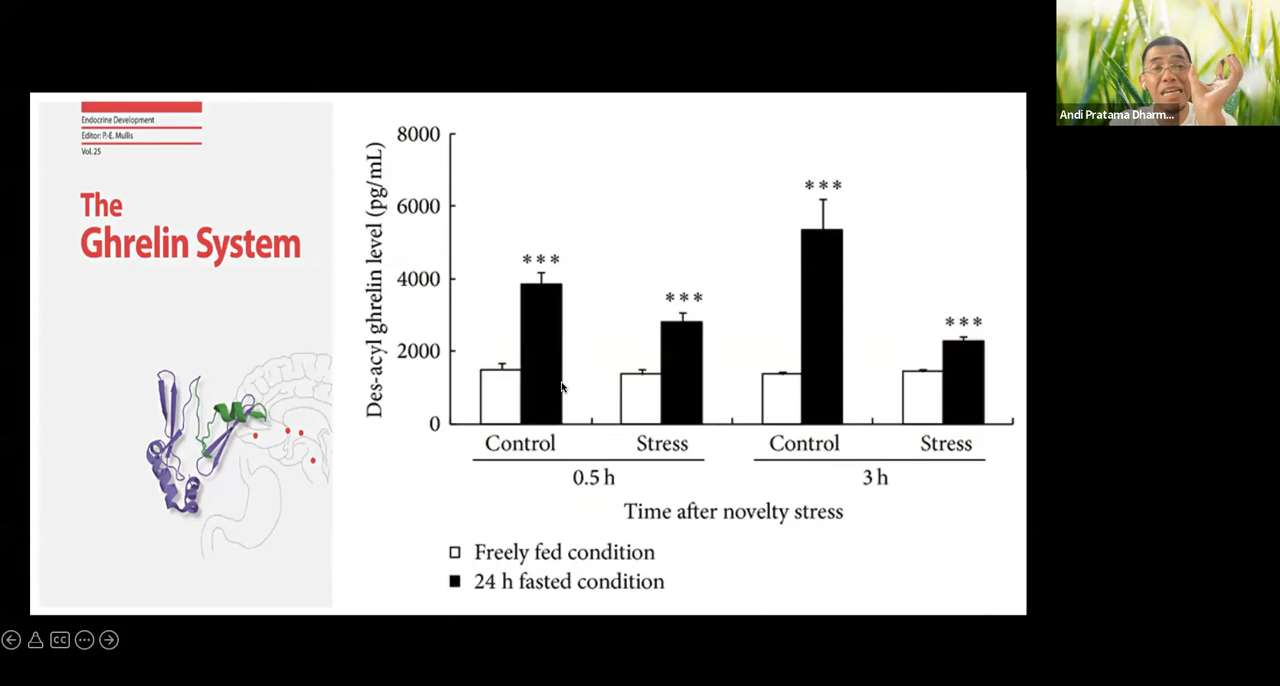 Endocrine Development
Editor: P.-E. Mullis
Vol. 25
The
Ghrelin System
Des-acyl ghrelin level (pg/mL)
8000
6000
4000
2000
0
***
***
***
***
Control
Stress
Control
Stress
0.5 h
3 h
Time after novelty stress
Freely fed condition
24 h fasted condition
Andi Pratama Dharm...
CC